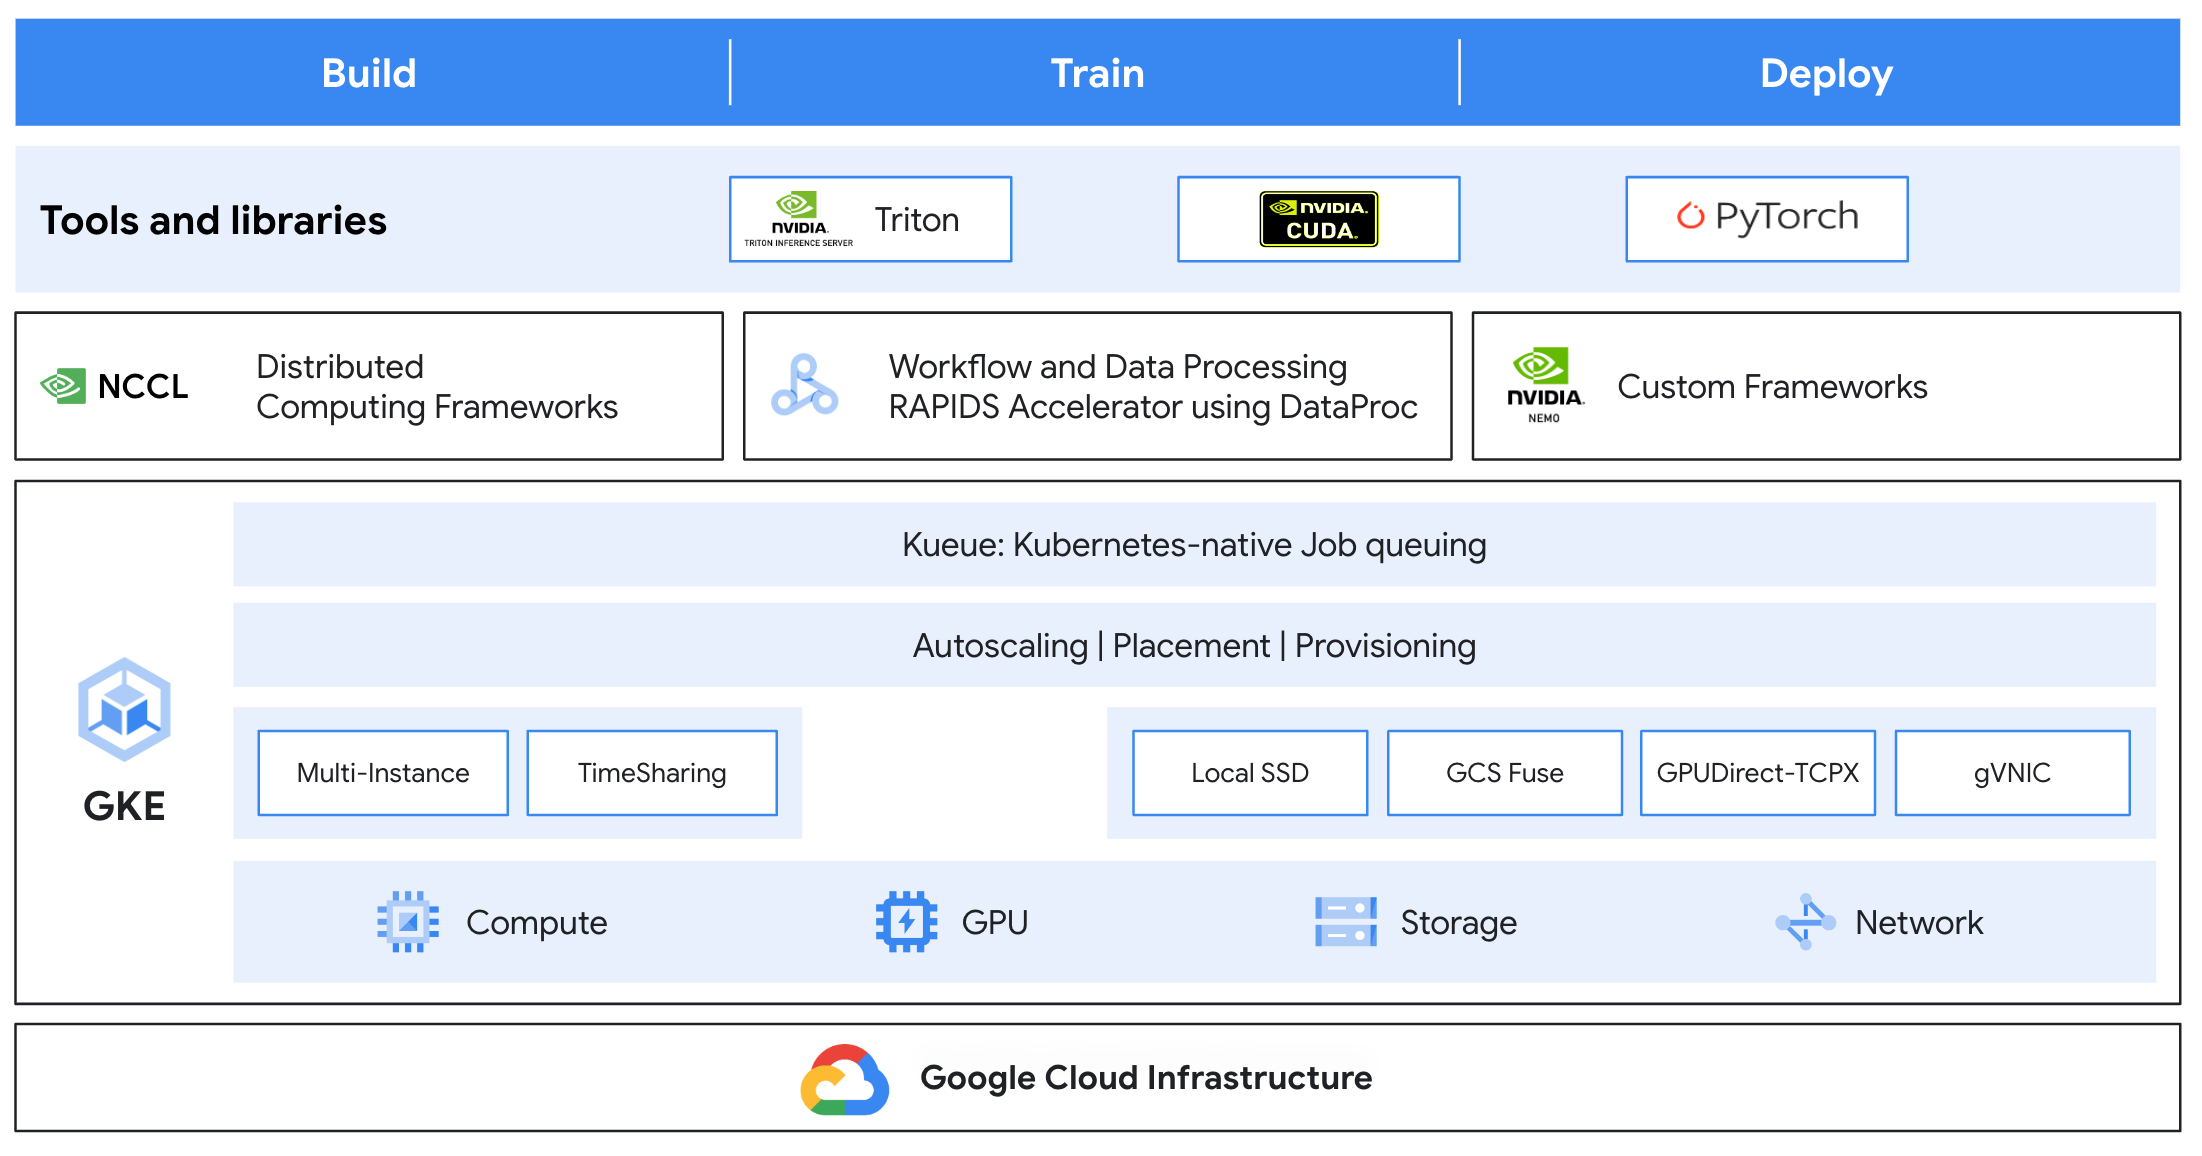 Build
Train
Deploy
Tools and libraries
NVIDIA.
TRITON INFERENCE SERVER
Triton
NVIDIA.
CUDA.
PyTorch
NCCL
Distributed
Computing Frameworks
Workflow and Data Processing
RAPIDS Accelerator using DataProc
NVIDIA.
NEMO
Custom Frameworks
Kueue: Kubernetes-native Job queuing
Autoscaling | Placement | Provisioning
GKE
Multi-Instance
TimeSharing
Local SSD
GCS Fuse
GPUDirect-TCPX
gVNIC
Compute
GPU
Storage
Network
Google Cloud Infrastructure